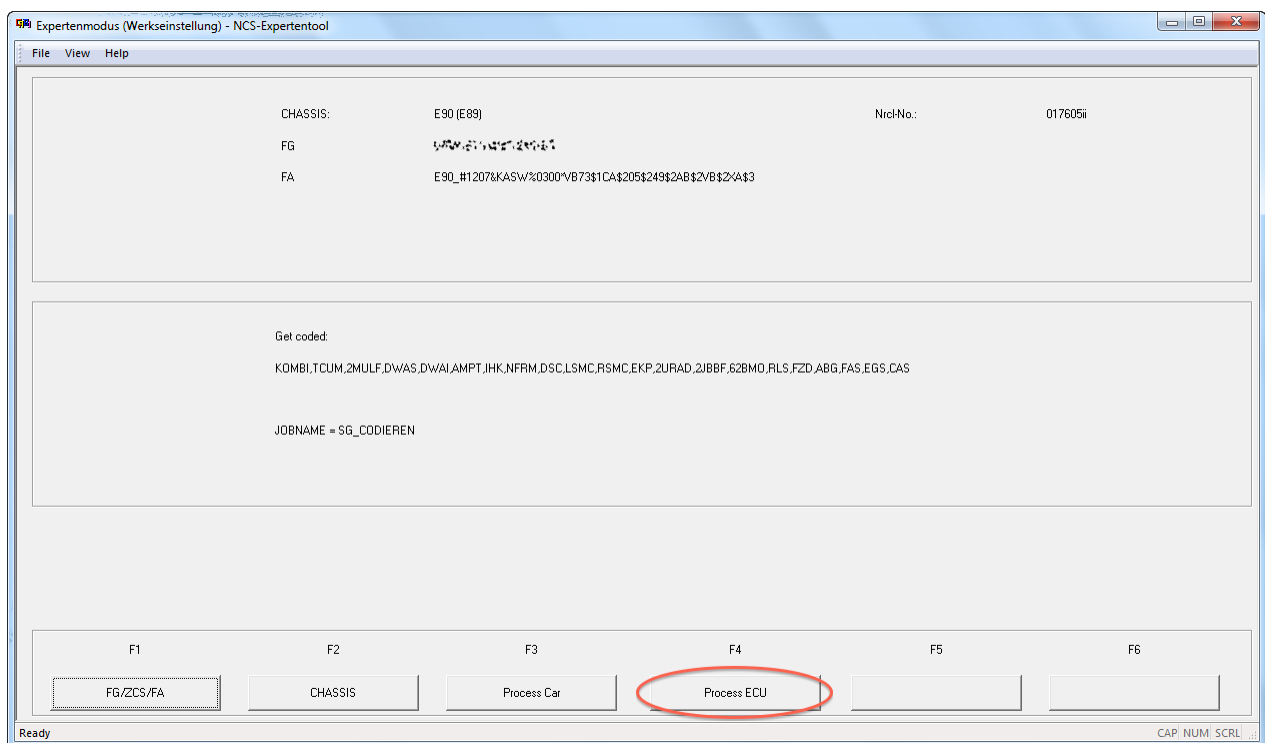 Expertenmodus (Werkseinstellung) - NCS-Expertentool
File View Help
CHASSIS: E90 (E89) Nrcl-No.: 017605ii
FG
FA E90_#1207&KASW%0300*VB73$1CA$205$249$2AB$2VB$2XA$3
Get coded:
KOMBI,TCUM,2MULF,DWAS,DWAI,AMPT,IHK,NFRM,DSC,LSMC,RSMC,EKP,2URAD,2JBBF,62BMO,RLS,FZD,ABG,FAS,EGS,CAS
JOBNAME = SG_CODIEREN
F1 F2 F3 F4 F5 F6
FG/ZCS/FA CHASSIS Process Car Process ECU
Ready CAP NUM SCRL